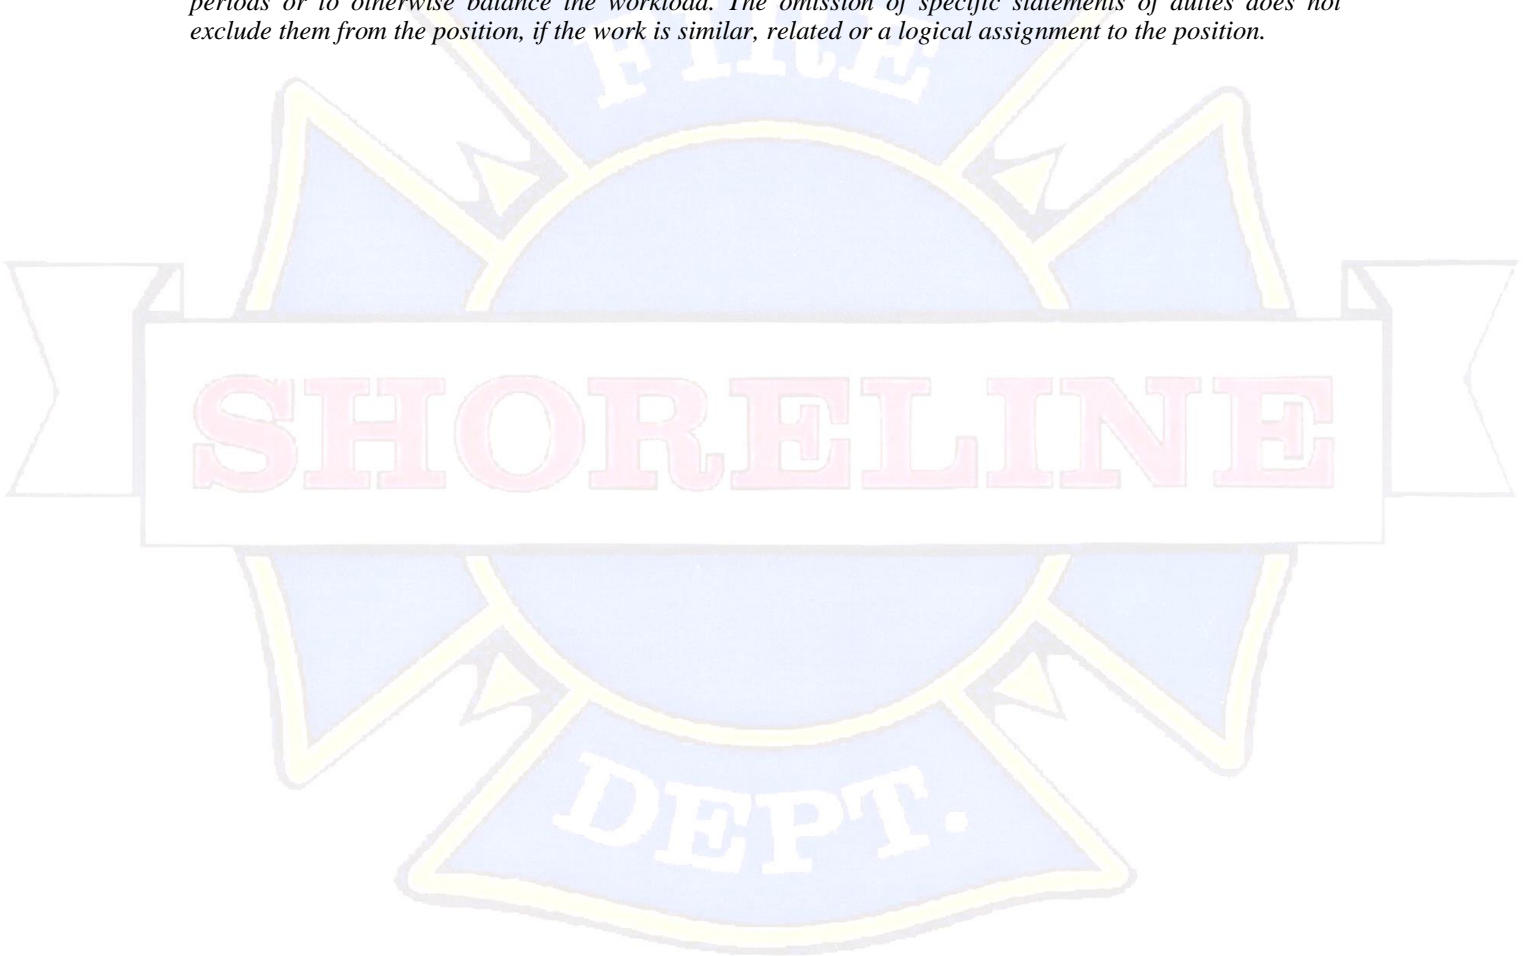 periods or to otherwise balance the workload. The omission of specific statements of duties does not
exclude them from the position, if the work is similar, related or a logical assignment to the position.
FIRE
SHORELINE
DEPT.